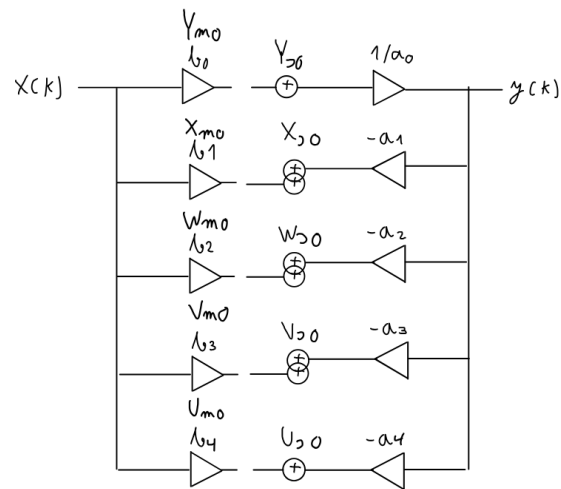 Ymo
b0
Y>0
1/a0
X(k)
+
y(k)
Xmo
b1
X>0
-a1
+
+
Wmo
b2
W>0
-a2
+
+
Vmo
b3
V>0
-a3
+
+
Umo
b4
U>0
-a4
+